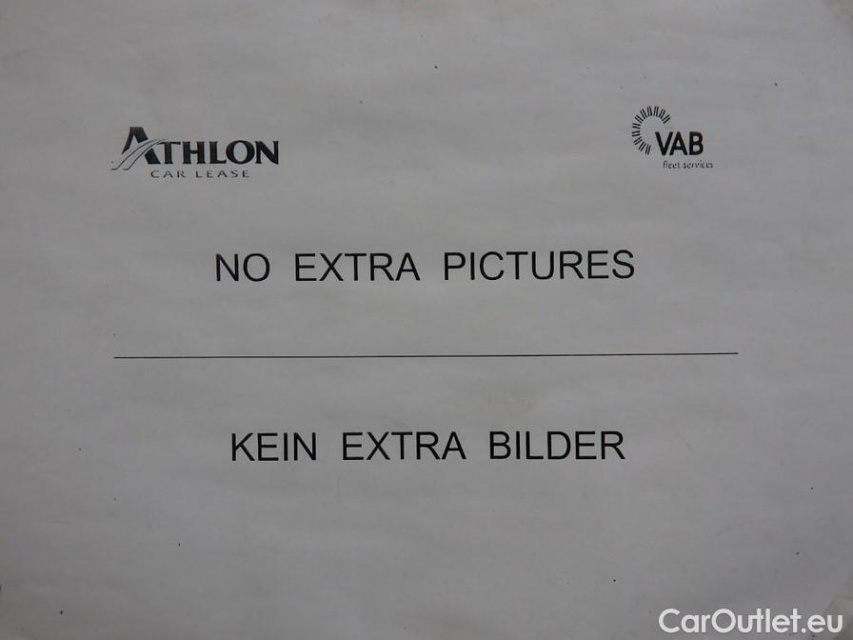 ATHLON
CAR LEASE
VAB
fleet services
NO EXTRA PICTURES
KEIN EXTRA BILDER
CarOutlet.eu